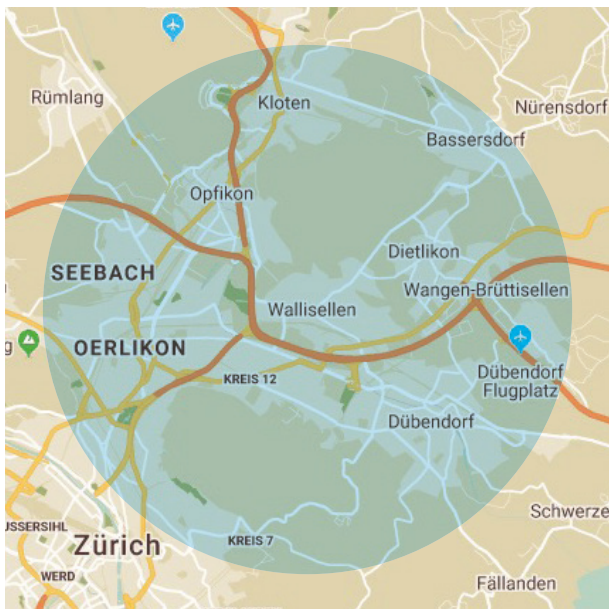 Kloten
Rümlang
Nürensdorf
Bassersdorf
Opfikon
Dietlikon
SEEBACH
Wangen-Brüttisellen
Wallisellen
OERLIKON
KREIS 12
Dübendorf
Flugplatz
Dübendorf
Schwerze
USSERSIHL
Zürich
KREIS 7
WERD
Fällanden